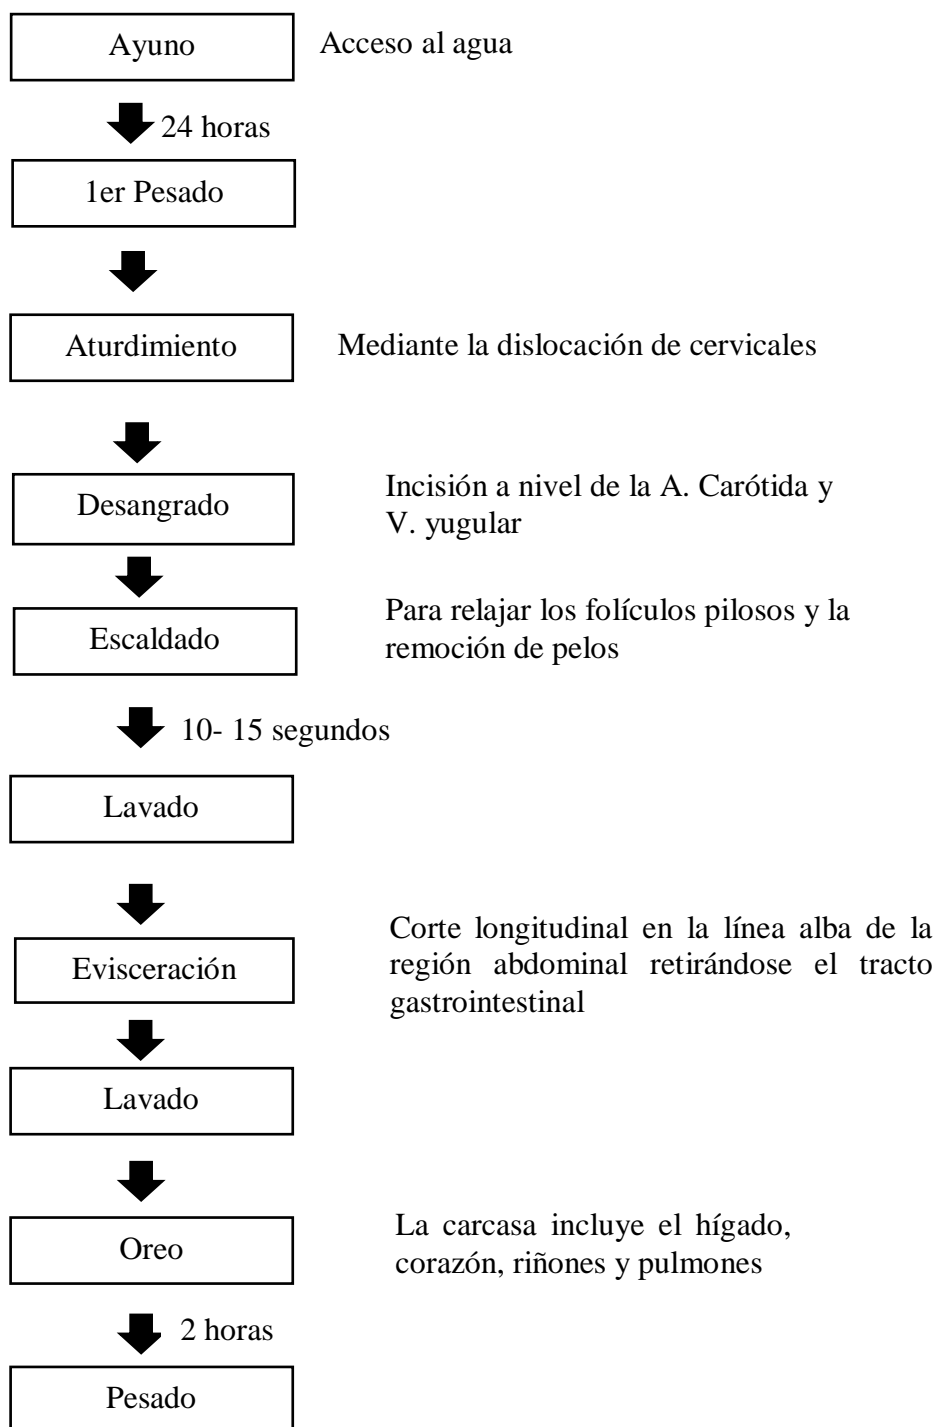 Ayuno
Acceso al agua
24 horas
1er Pesado
Aturdimiento
Mediante la dislocación de cervicales
Desangrado
Incisión a nivel de la A. Carótida y
V. yugular
Escaldado
Para relajar los folículos pilosos y la
remoción de pelos
10- 15 segundos
Lavado
Evisceración
Corte longitudinal en la línea alba de la
región abdominal retirándose el tracto
gastrointestinal
Lavado
Oreo
La carcasa incluye el hígado,
corazón, riñones y pulmones
2 horas
Pesado